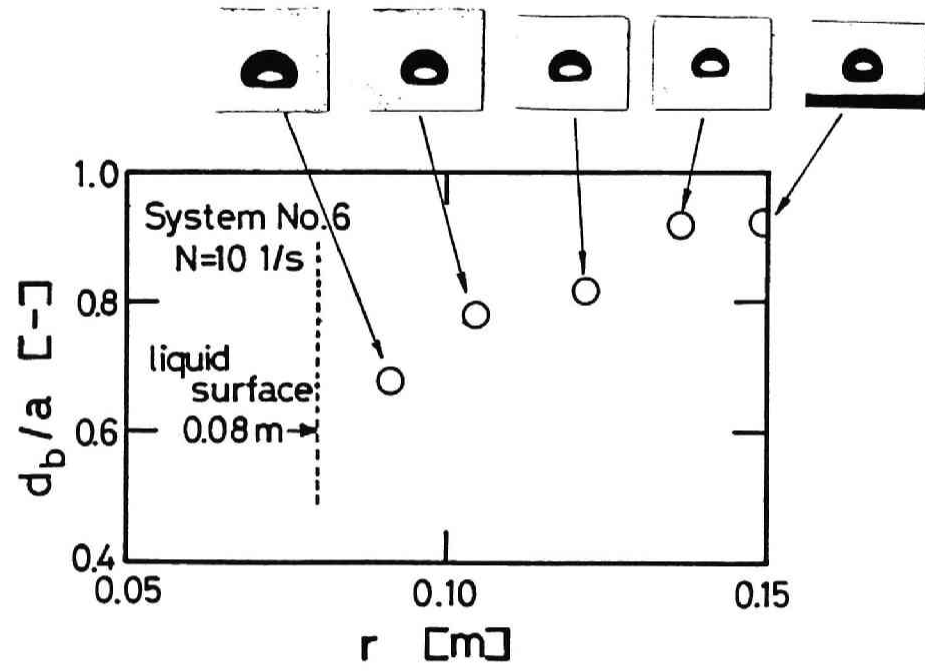 1.0
System No.6
N=10 1/s
0.8
liquid
surface
0.08m
0.6
0.4
0.05
0.10
0.15
d_b/a [-]
r [m]